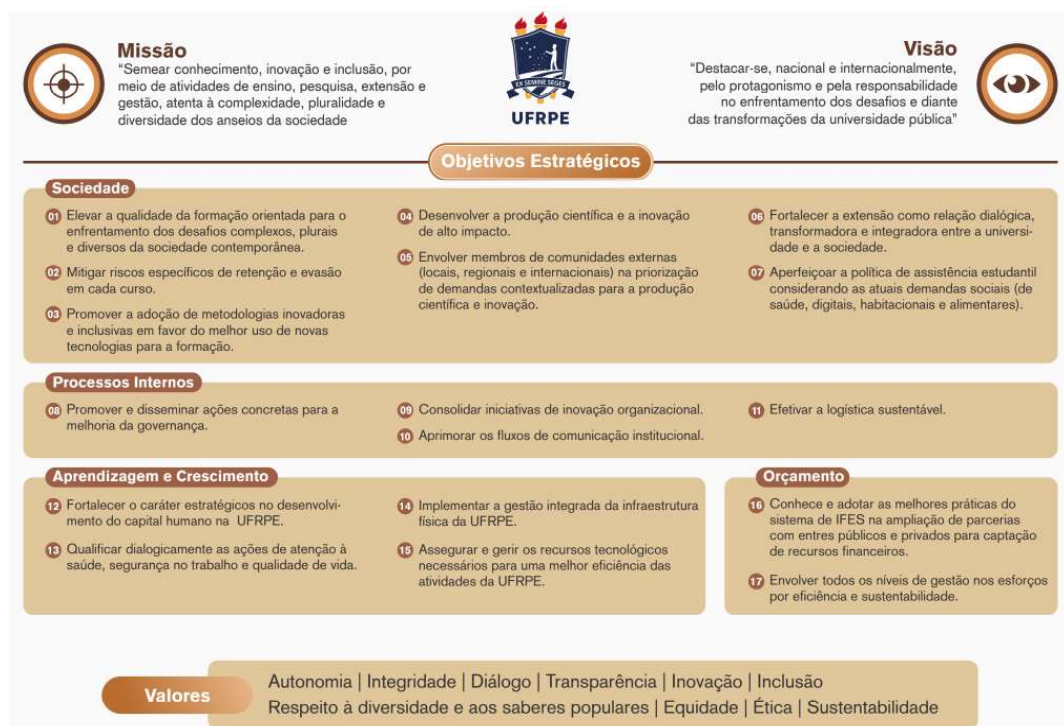 Missão
“Semear conhecimento, inovação e inclusão, por
meio de atividades de ensino, pesquisa, extensão e
gestão, atenta à complexidade, pluralidade e
diversidade dos anseios da sociedade
EX SEMINE SEGES
UFRPE
Visão
“Destacar-se, nacional e internacionalmente,
pelo protagonismo e pela responsabilidade
no enfrentamento dos desafios e diante
das transformações da universidade pública”
Objetivos Estratégicos
Sociedade
01 Elevar a qualidade da formação orientada para o
enfrentamento dos desafios complexos, plurais
e diversos da sociedade contemporânea.
02 Mitigar riscos específicos de retenção e evasão
em cada curso.
03 Promover a adoção de metodologias inovadoras
e inclusivas em favor do melhor uso de novas
tecnologias para a formação.
04 Desenvolver a produção científica e a inovação
de alto impacto.
05 Envolver membros de comunidades externas
(locais, regionais e internacionais) na priorização
de demandas contextualizadas para a produção
científica e inovação.
06 Fortalecer a extensão como relação dialógica,
transformadora e integradora entre a universi-
dade e a sociedade.
07 Aperfeiçoar a política de assistência estudantil
considerando as atuais demandas sociais (de
saúde, digitais, habitacionais e alimentares).
Processos Internos
08 Promover e disseminar ações concretas para a
melhoria da governança.
09 Consolidar iniciativas de inovação organizacional.
10 Aprimorar os fluxos de comunicação institucional.
11 Efetivar a logística sustentável.
Aprendizagem e Crescimento
12 Fortalecer o caráter estratégicos no desenvolvi-
mento do capital humano na UFRPE.
13 Qualificar dialogicamente as ações de atenção à
saúde, segurança no trabalho e qualidade de vida.
14 Implementar a gestão integrada da infraestrutura
física da UFRPE.
15 Assegurar e gerir os recursos tecnológicos
necessários para uma melhor eficiência das
atividades da UFRPE.
Orçamento
16 Conhece e adotar as melhores práticas do
sistema de IFES na ampliação de parcerias
com entres públicos e privados para captação
de recursos financeiros.
17 Envolver todos os níveis de gestão nos esforços
por eficiência e sustentabilidade.
Valores
Autonomia | Integridade | Diálogo | Transparência | Inovação | Inclusão
Respeito à diversidade e aos saberes populares | Equidade | Ética | Sustentabilidade